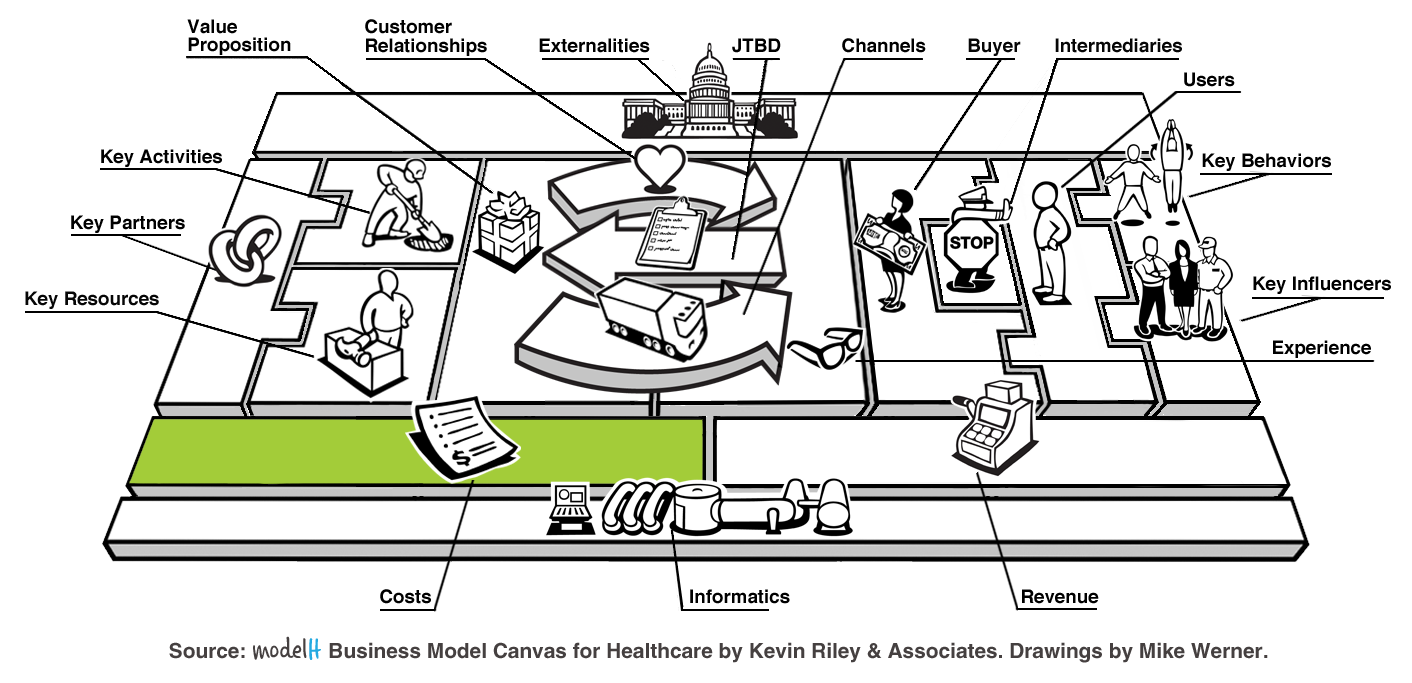 Value
Proposition
Customer
Relationships
Externalities
JTBD
Channels
Buyer
Intermediaries
Users
Key Activities
Key Behaviors
Key Partners
STOP
Key Resources
Key Influencers
Experience
$
Costs
Informatics
Revenue
Source: modelH Business Model Canvas for Healthcare by Kevin Riley & Associates. Drawings by Mike Werner.